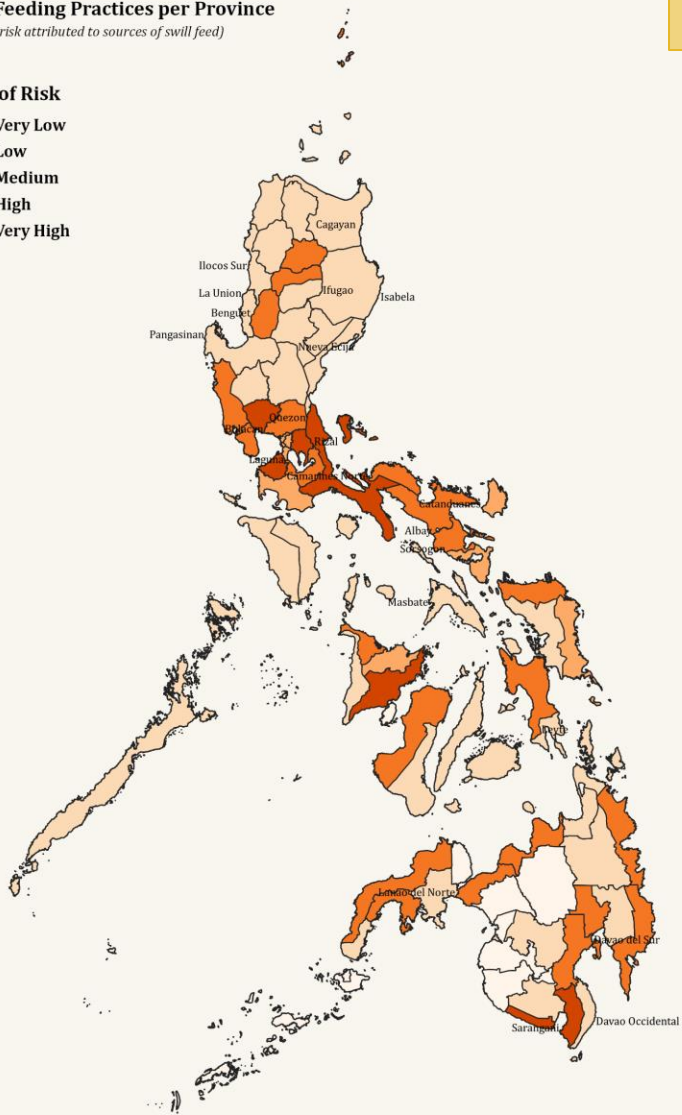 Feeding Practices per Province
risk attributed to sources of swill feed)
of Risk
Very Low
Low
Medium
High
Very High
Cagayan
Ilocos Sur
La Union
Ifugao
Isabela
Benguet
Pangasinan
Nueva Ecija
Quezon
Bulacan
Rizal
Laguna
Camarines Norte
Catanduanes
Albay
Sorsogon
Masbate
Leyte
Lanao del Norte
Davao del Sur
Sarangani
Davao Occidental